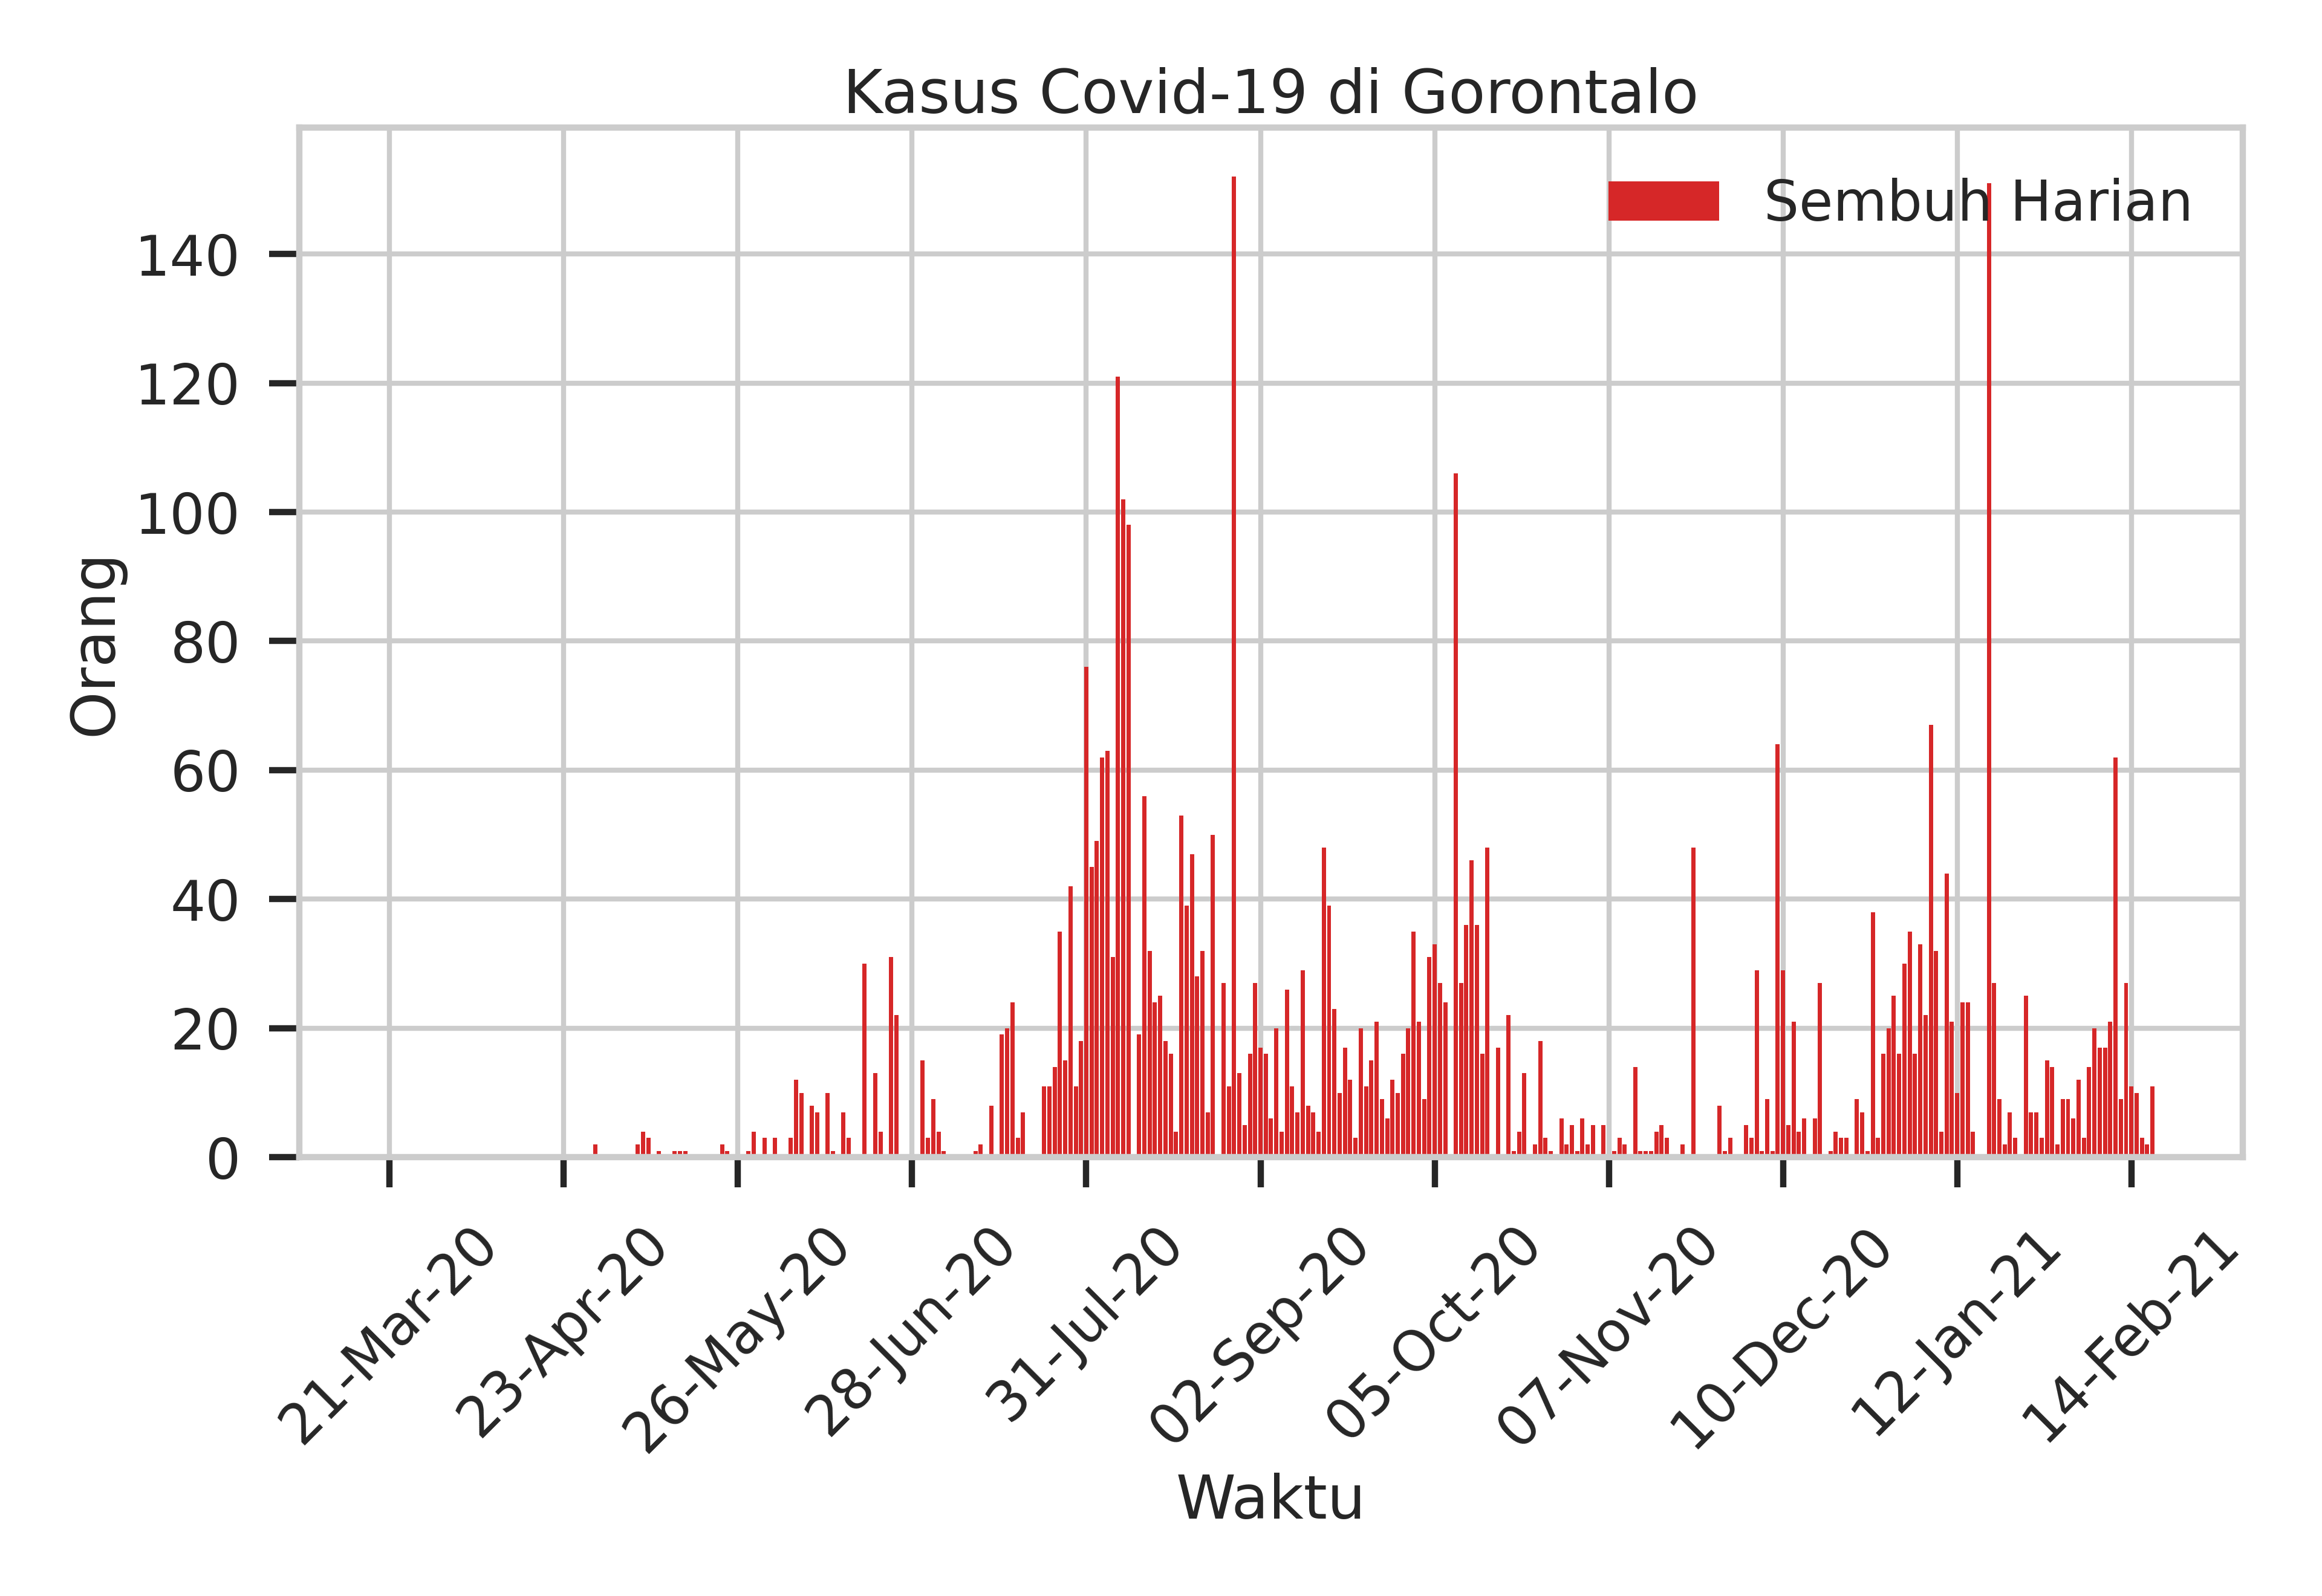 Kasus Covid-19 di Gorontalo
Sembuh Harian
140
120
100
80
60
40
20
0
Orang
21-Mar-20
23-Apr-20
26-May-20
28-Jun-20
31-Jul-20
02-Sep-20
05-Oct-20
07-Nov-20
10-Dec-20
12-Jan-21
14-Feb-21
Waktu